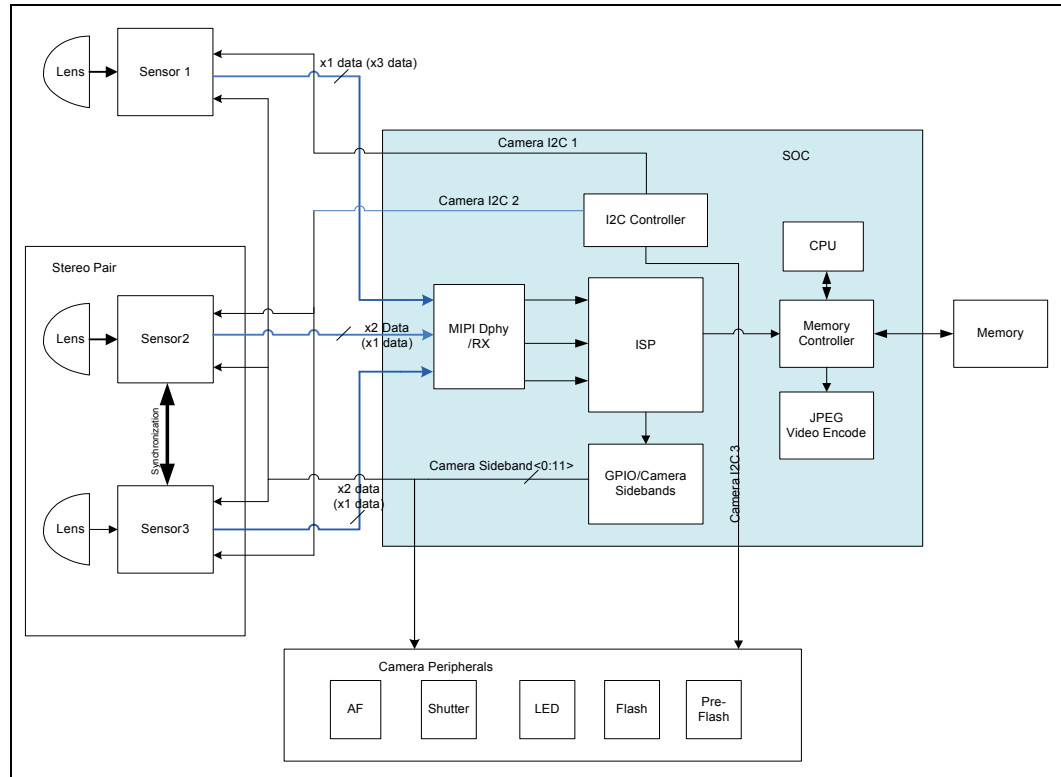 Lens
Sensor 1
x1 data (x3 data)
Camera I2C 1
SOC
Camera I2C 2
I2C Controller
CPU
Stereo Pair
Lens
Sensor2
x2 Data
(x1 data)
MIPI Dphy
/RX
ISP
Memory
Controller
Memory
JPEG
Video Encode
Synchronization
Camera Sideband<0:11>
GPIO/Camera
Sidebands
Camera I2C 3
x2 data
(x1 data)
Lens
Sensor3
Camera Peripherals
AF
Shutter
LED
Flash
Pre-
Flash